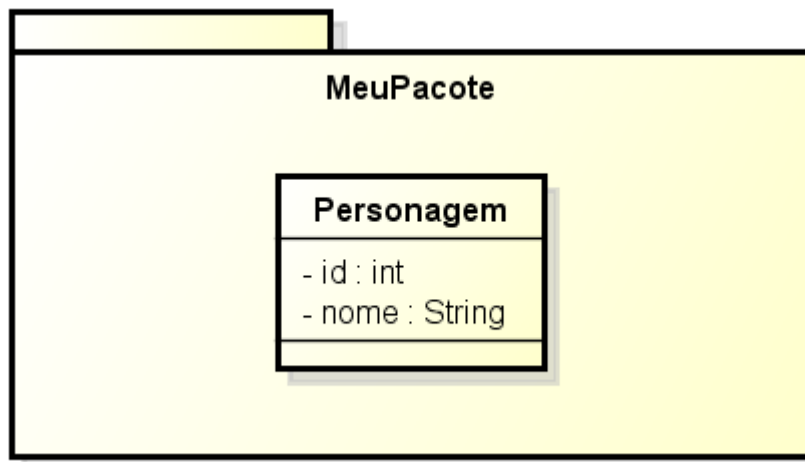 MeuPacote
Personagem
- id : int
- nome : String